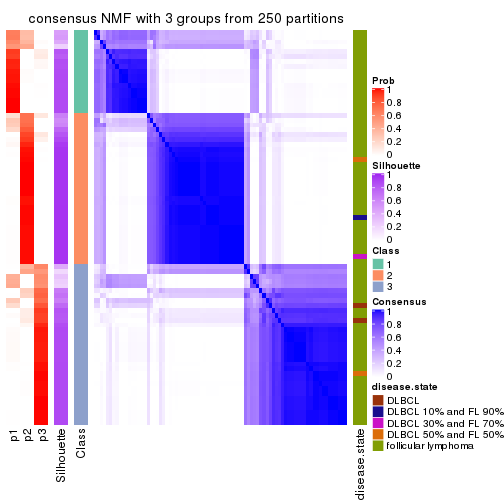 consensus NMF with 3 groups from 250 partitions
Prob
1
0.8
0.6
0.4
0.2
0
Silhouette
1
0.8
0.6
0.4
0.2
0
Class
1
2
3
Consensus
1
0.8
0.6
0.4
0.2
0
disease.state
DLBCL
DLBCL 10% and FL 90%
DLBCL 30% and FL 70%
DLBCL 50% and FL 50%
follicular lymphoma
p1
p2
p3
Silhouette
Class
disease.state